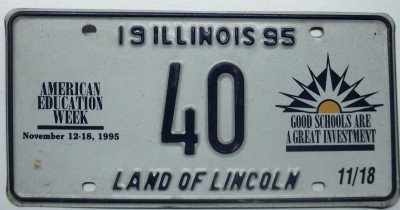 19 ILLINOIS 95
AMERICAN
EDUCATION
WEEK
November 12-18, 1995
40
GOOD SCHOOLS ARE
A GREAT INVESTMENT
LAND OF LINCOLN
11/18